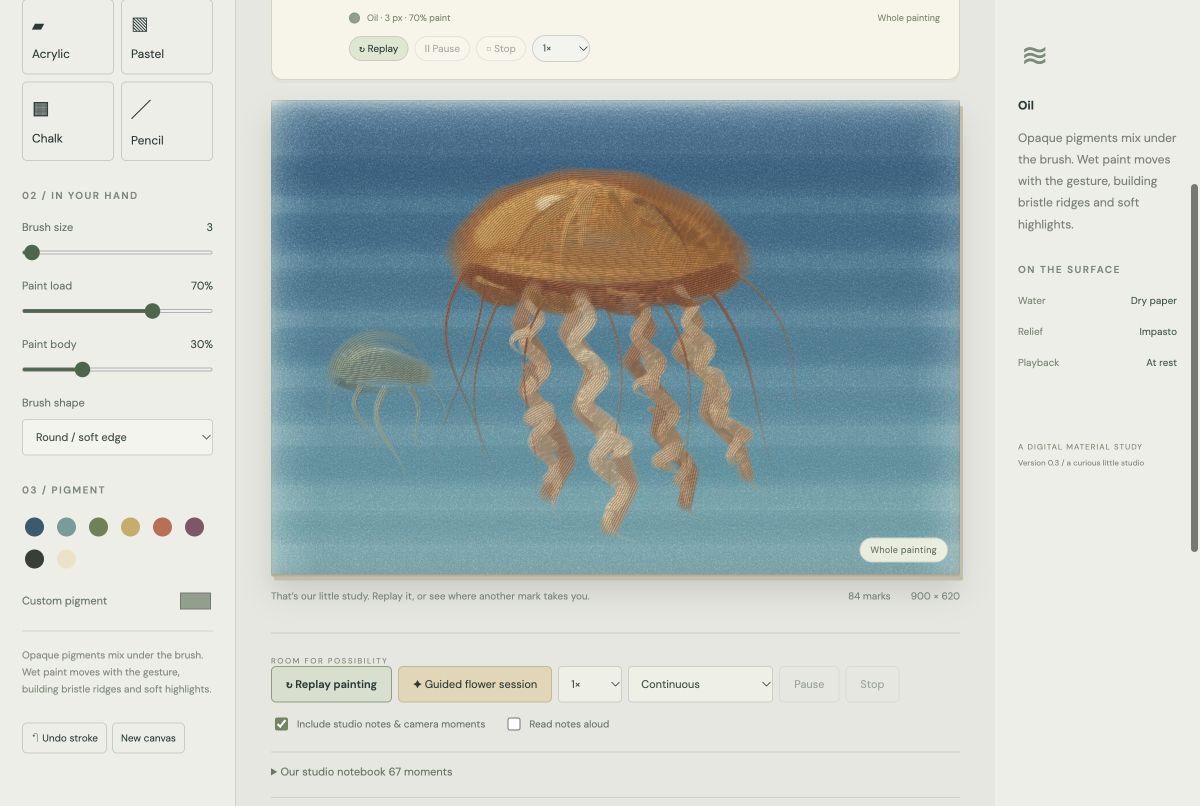 Acrylic
Pastel
Chalk
Pencil
02 / IN YOUR HAND
Brush size 3
Paint load 70%
Paint body 30%
Brush shape
Round / soft edge
03 / PIGMENT
Custom pigment
Opaque pigments mix under the brush.
Wet paint moves with the gesture,
building bristle ridges and soft highlights.
Undo stroke
New canvas
Oil · 3 px · 70% paint
Whole painting
↻ Replay
II Pause
Stop
1×
Whole painting
That's our little study. Replay it, or see where another mark takes you.
84 marks
900 × 620
ROOM FOR POSSIBILITY
↻ Replay painting
✦ Guided flower session
1×
Continuous
Pause
Stop
Include studio notes & camera moments
Read notes aloud
▶ Our studio notebook 67 moments
Oil
Opaque pigments mix under
the brush. Wet paint moves
with the gesture, building
bristle ridges and soft
highlights.
ON THE SURFACE
Water Dry paper
Relief Impasto
Playback At rest
A DIGITAL MATERIAL STUDY
Version 0.3 / a curious little studio